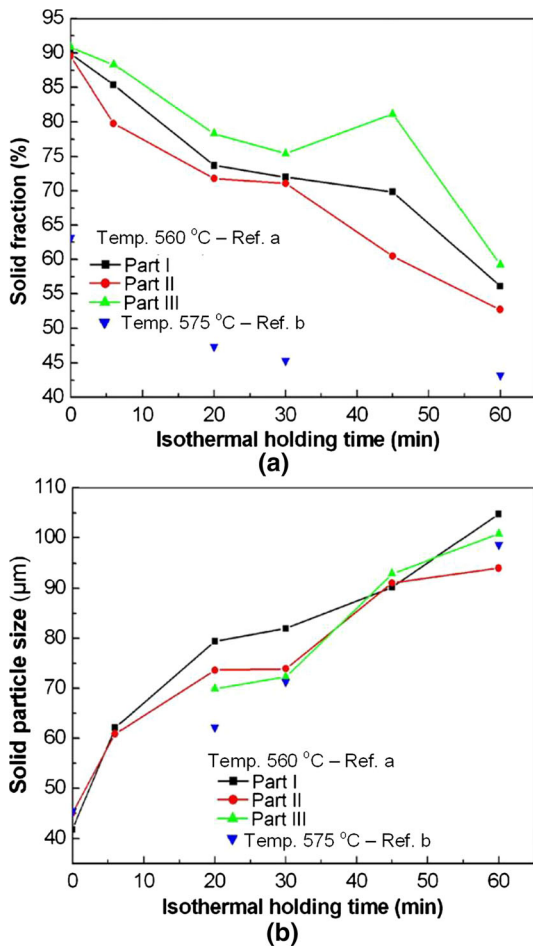 95
90
85
80
75
70
65
60
55
50
45
40
Solid fraction (%)
Temp. 560 °C – Ref. a
Part I
Part II
Part III
Temp. 575 °C – Ref. b
0 10 20 30 40 50 60
Isothermal holding time (min)
(a)
110
100
90
80
70
60
50
40
Solid particle size (µm)
Temp. 560 °C – Ref. a
Part I
Part II
Part III
Temp. 575 °C – Ref. b
0 10 20 30 40 50 60
Isothermal holding time (min)
(b)